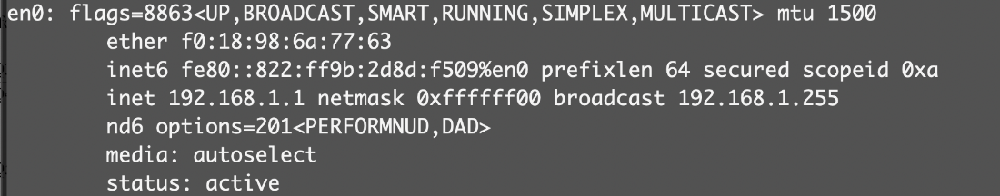 en0: flags=8863<UP,BROADCAST,SMART,RUNNING,SIMPLEX,MULTICAST> mtu 1500
ether f0:18:98:6a:77:63
inet6 fe80::822:ff9b:2d8d:f509%en0 prefixlen 64 secured scopeid 0xa
inet 192.168.1.1 netmask 0xffffff00 broadcast 192.168.1.255
nd6 options=201<PERFORMNUD,DAD>
media: autoselect
status: active